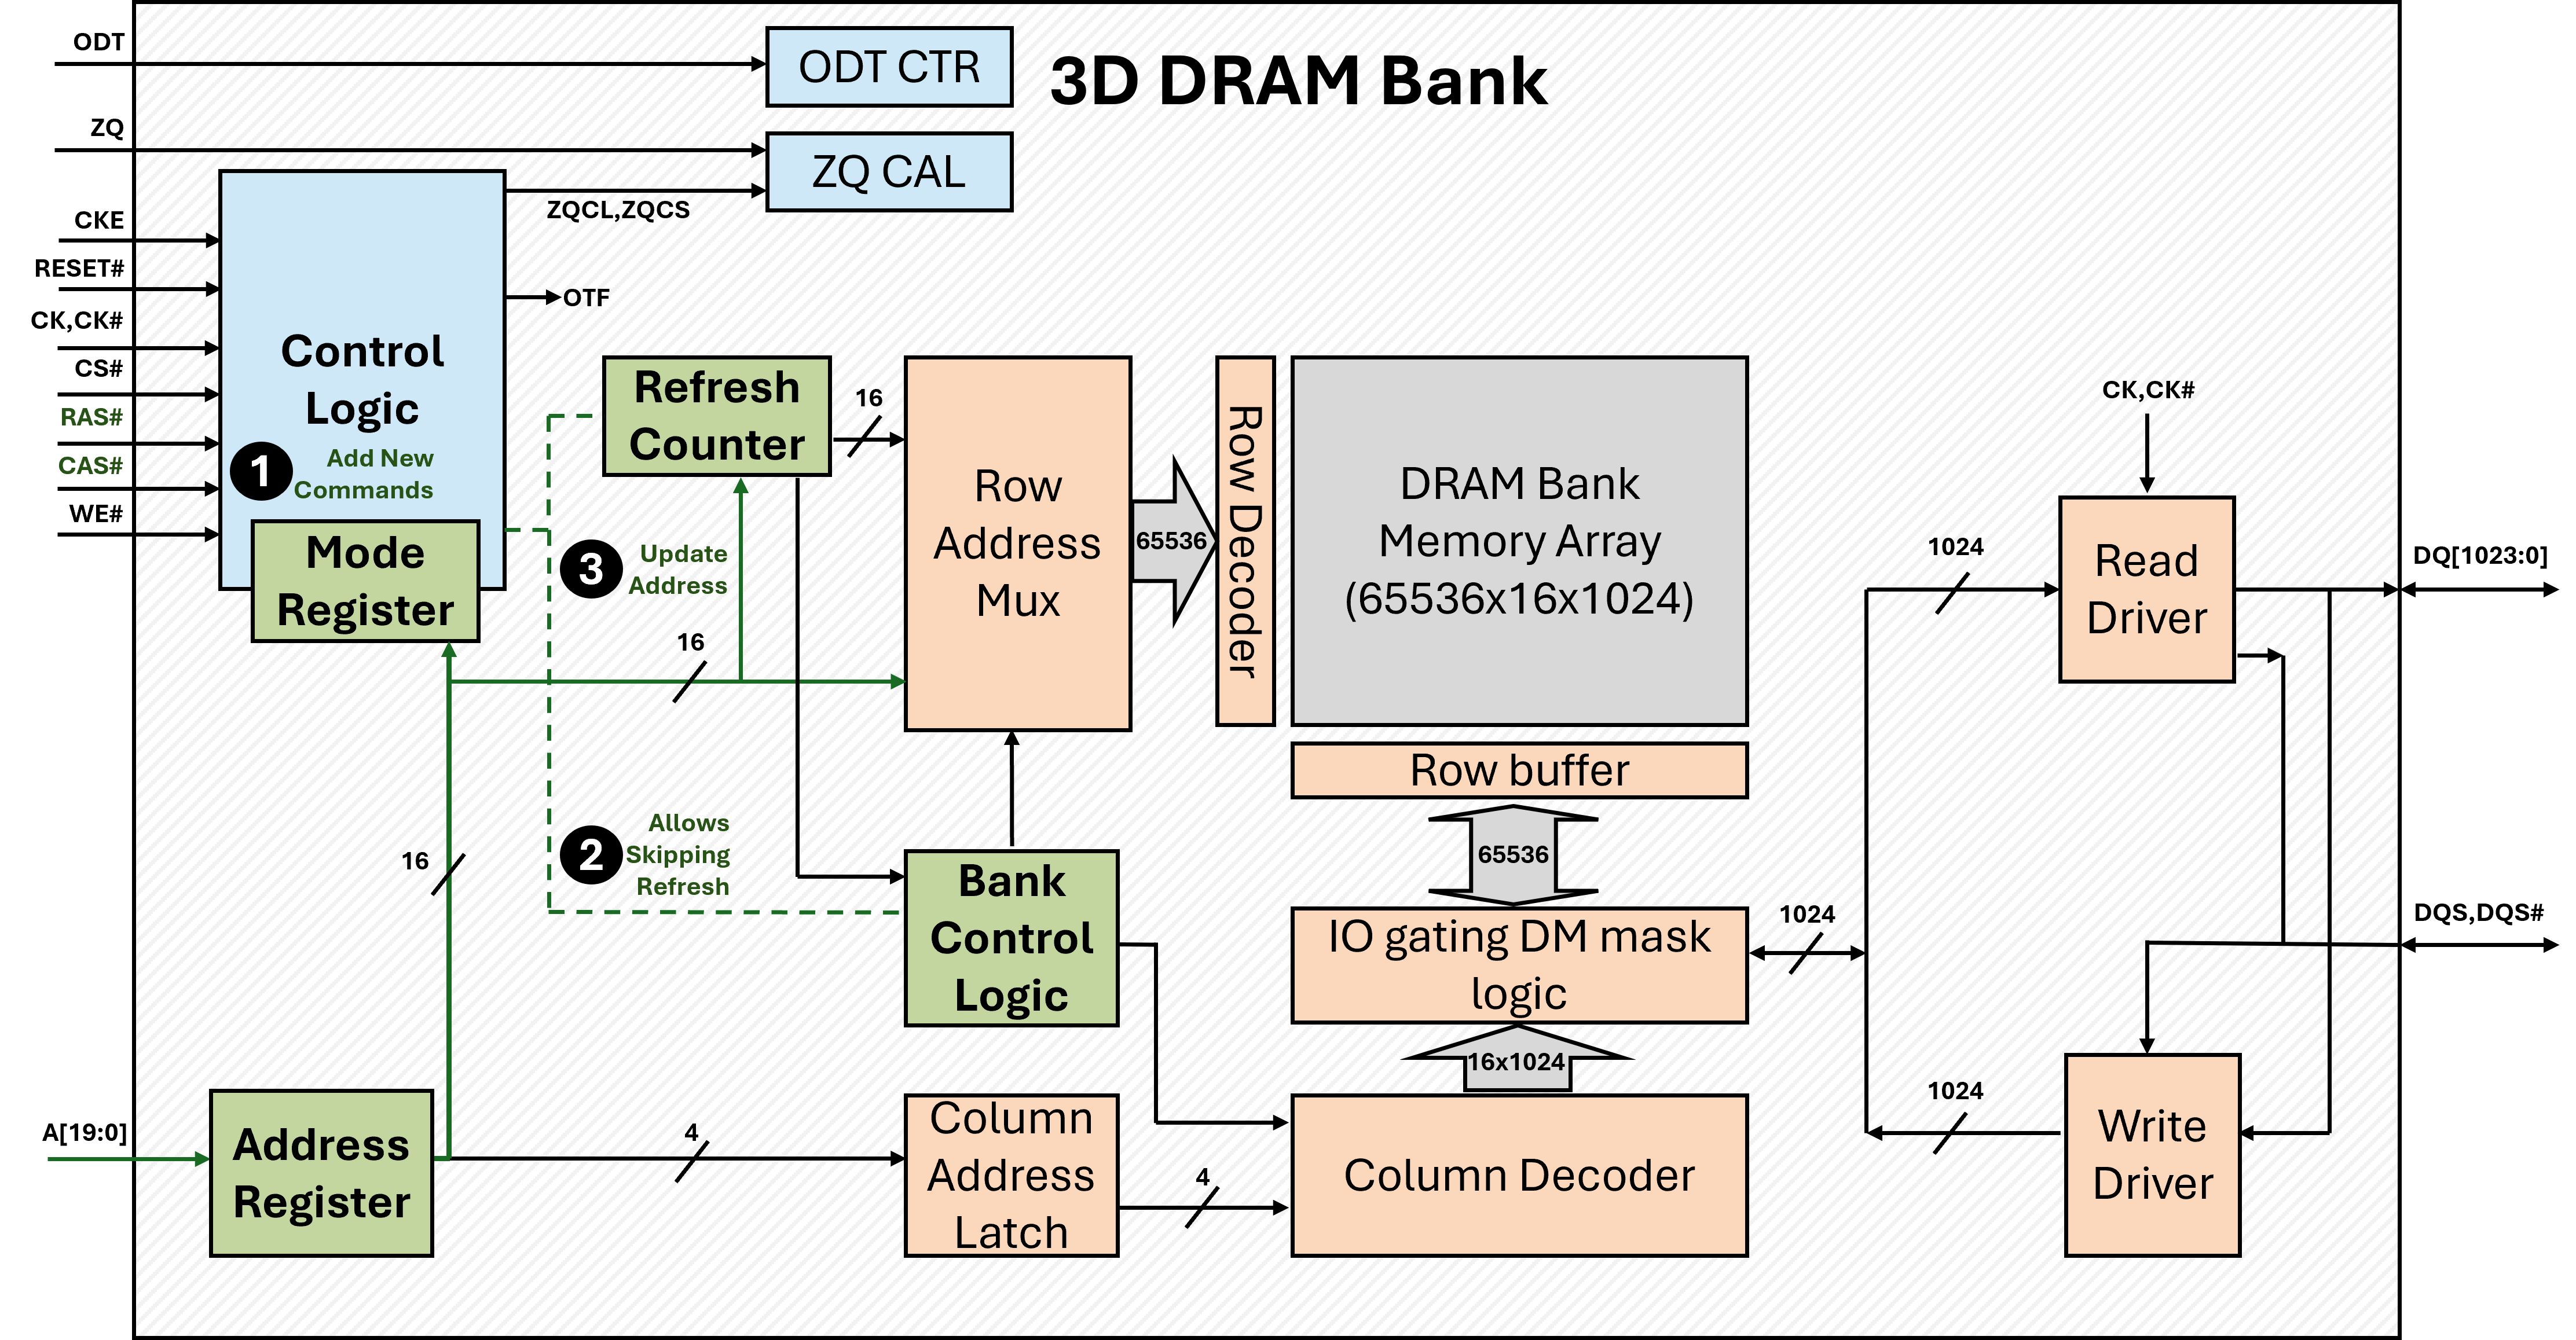 3D DRAM Bank
ODT
ODT CTR
ZQ
ZQ CAL
ZQCL,ZQCS
CKE
RESET#
CK,CK#
CS#
RAS#
CAS#
WE#
OTF
Control
Logic
1
Add New
Commands
Mode
Register
Refresh
Counter
16
3
Update
Address
16
2
Allows
Skipping
Refresh
16
Row
Address
Mux
65536
Row Decoder
DRAM Bank
Memory Array
(65536x16x1024)
Row buffer
65536
Bank
Control
Logic
IO gating DM mask
logic
1024
16x1024
A[19:0]
Address
Register
4
Column
Address
Latch
4
Column Decoder
CK,CK#
1024
Read
Driver
DQ[1023:0]
DQS,DQS#
1024
Write
Driver